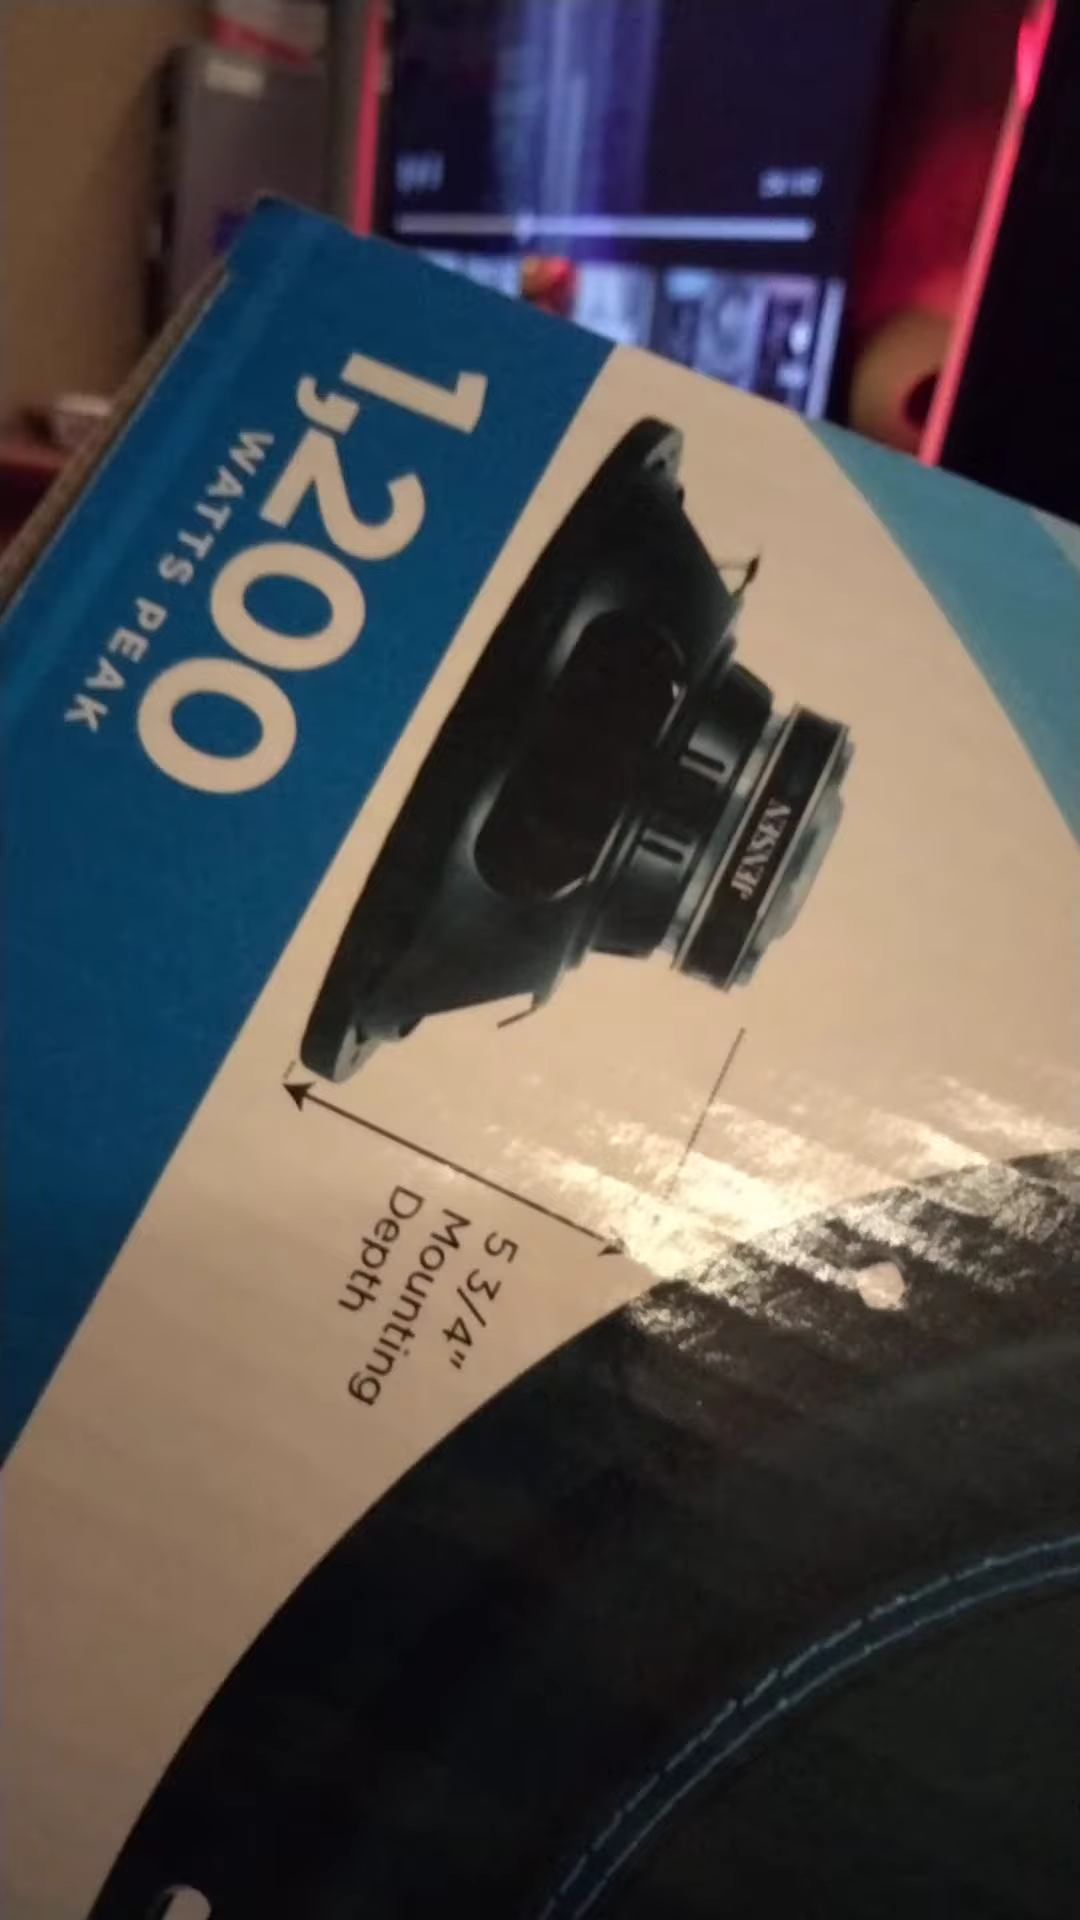 1,200
WATTS PEAK
JENSEN
5 3/4"
Mounting
Depth